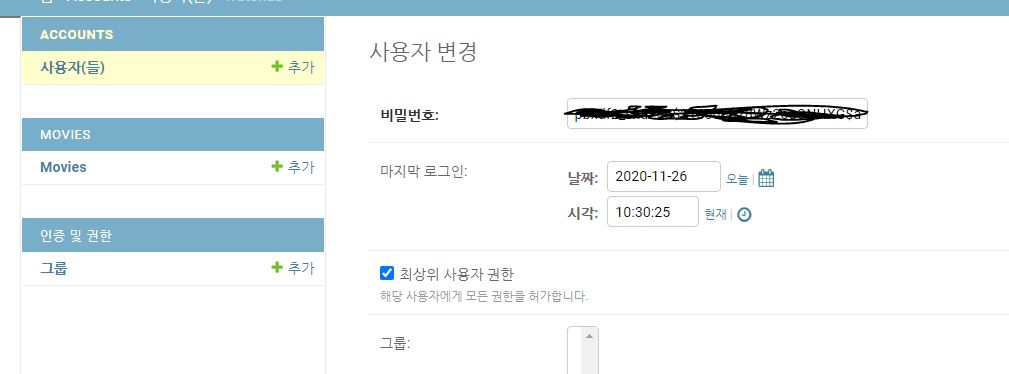 ACCOUNTS
사용자(들) 추가
MOVIES
Movies 추가
인증 및 권한
그룹 추가
사용자 변경
비밀번호:
마지막 로그인:
날짜: 2020-11-26 오늘 |
시각: 10:30:25 현재 |
최상위 사용자 권한
해당 사용자에게 모든 권한을 허가합니다.
그룹: